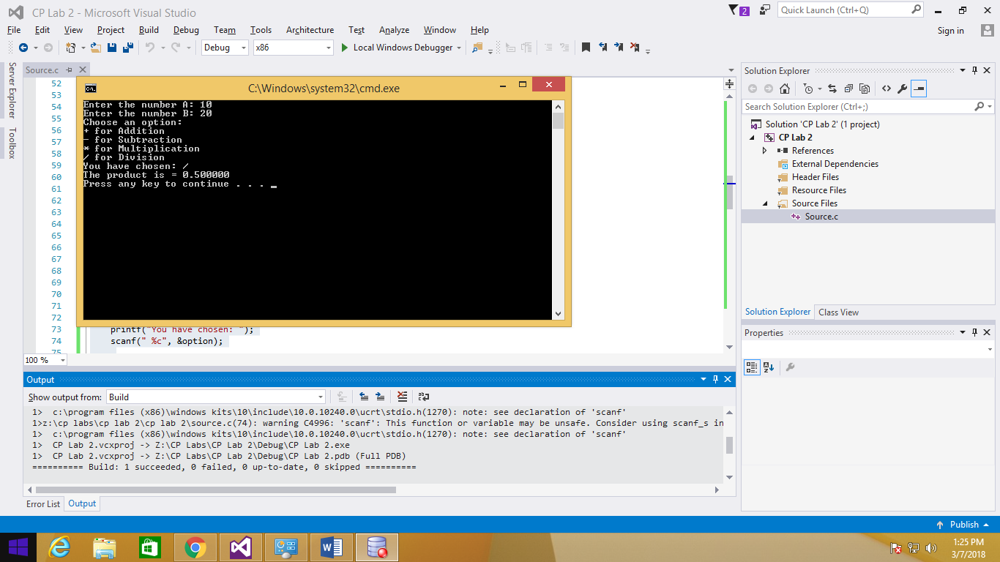 CP Lab 2 - Microsoft Visual Studio
2
Quick Launch (Ctrl+Q)
File Edit View Project Build Debug Team Tools Architecture Test Analyze Window Help
Sign in
Debug x86 Local Windows Debugger
Server Explorer
Toolbox
Source.c
52
53
54
55
56
57
58
59
60
61
62
63
64
65
66
67
68
69
70
71
72
73 printf("You have chosen: ");
74 scanf(" %c", &option);
75
C:\Windows\system32\cmd.exe
Enter the number A: 10
Enter the number B: 20
Choose an option:
+ for Addition
- for Subtraction
* for Multiplication
/ for Division
You have chosen: /
The product is = 0.500000
Press any key to continue . . . _
100 %
Output
Show output from: Build
1>  c:\program files (x86)\windows kits\10\include\10.0.10240.0\ucrt\stdio.h(1270): note: see declaration of 'scanf'
1>z:\cp labs\cp lab 2\cp lab 2\source.c(74): warning C4996: 'scanf': This function or variable may be unsafe. Consider using scanf_s in
1>  c:\program files (x86)\windows kits\10\include\10.0.10240.0\ucrt\stdio.h(1270): note: see declaration of 'scanf'
1>  CP Lab 2.vcxproj -> Z:\CP Labs\CP Lab 2\Debug\CP Lab 2.exe
1>  CP Lab 2.vcxproj -> Z:\CP Labs\CP Lab 2\Debug\CP Lab 2.pdb (Full PDB)
========== Build: 1 succeeded, 0 failed, 0 up-to-date, 0 skipped ==========
Error List Output
Solution Explorer
Search Solution Explorer (Ctrl+;)
Solution 'CP Lab 2' (1 project)
CP Lab 2
References
External Dependencies
Header Files
Resource Files
Source Files
Source.c
Solution Explorer Class View
Properties
Publish
1:25 PM
3/7/2018